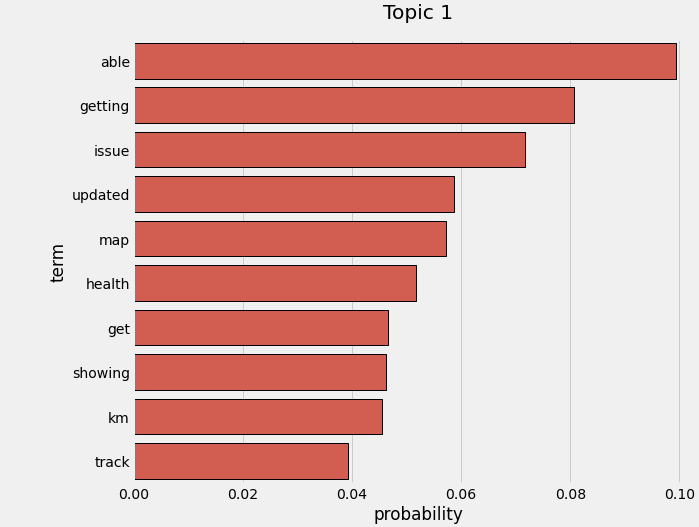 Topic 1
able
getting
issue
updated
map
health
get
showing
km
track
term
0.00 0.02 0.04 0.06 0.08 0.10
probability